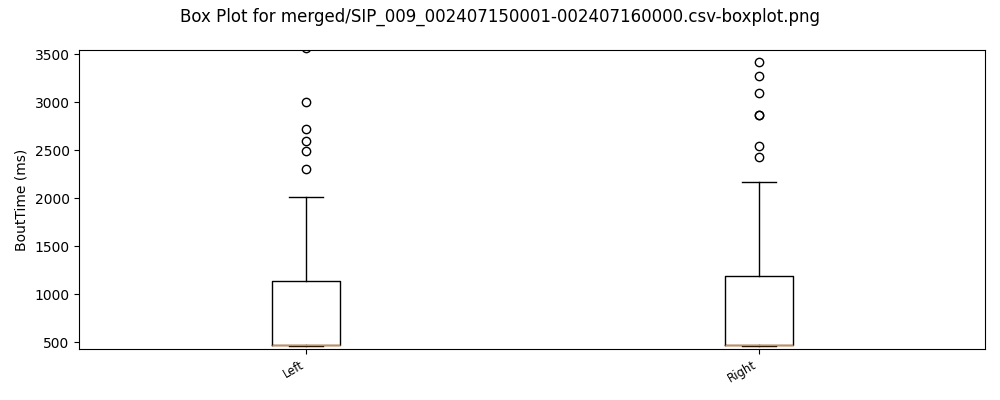 Box Plot for merged/SIP_009_002407150001-002407160000.csv-boxplot.png
3500
3000
2500
2000
1500
1000
500
BoutTime (ms)
Left
Right